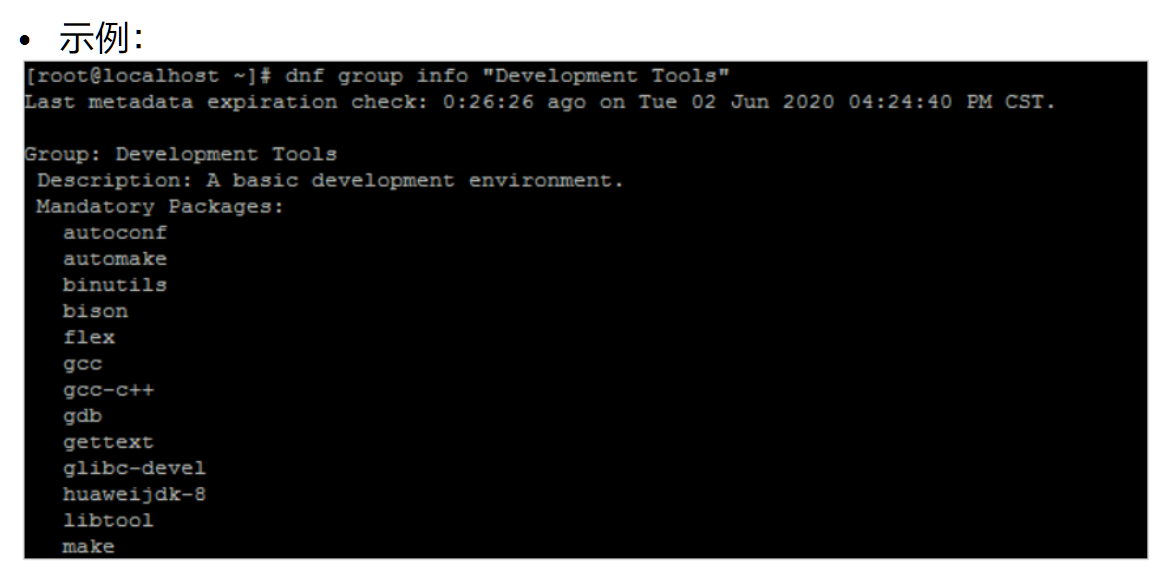 • 示例：
[root@localhost ~]# dnf group info "Development Tools"
Last metadata expiration check: 0:26:26 ago on Tue 02 Jun 2020 04:24:40 PM CST.
Group: Development Tools
Description: A basic development environment.
Mandatory Packages:
autoconf
automake
binutils
bison
flex
gcc
gcc-c++
gdb
gettext
glibc-devel
huaweijdk-8
libtool
make